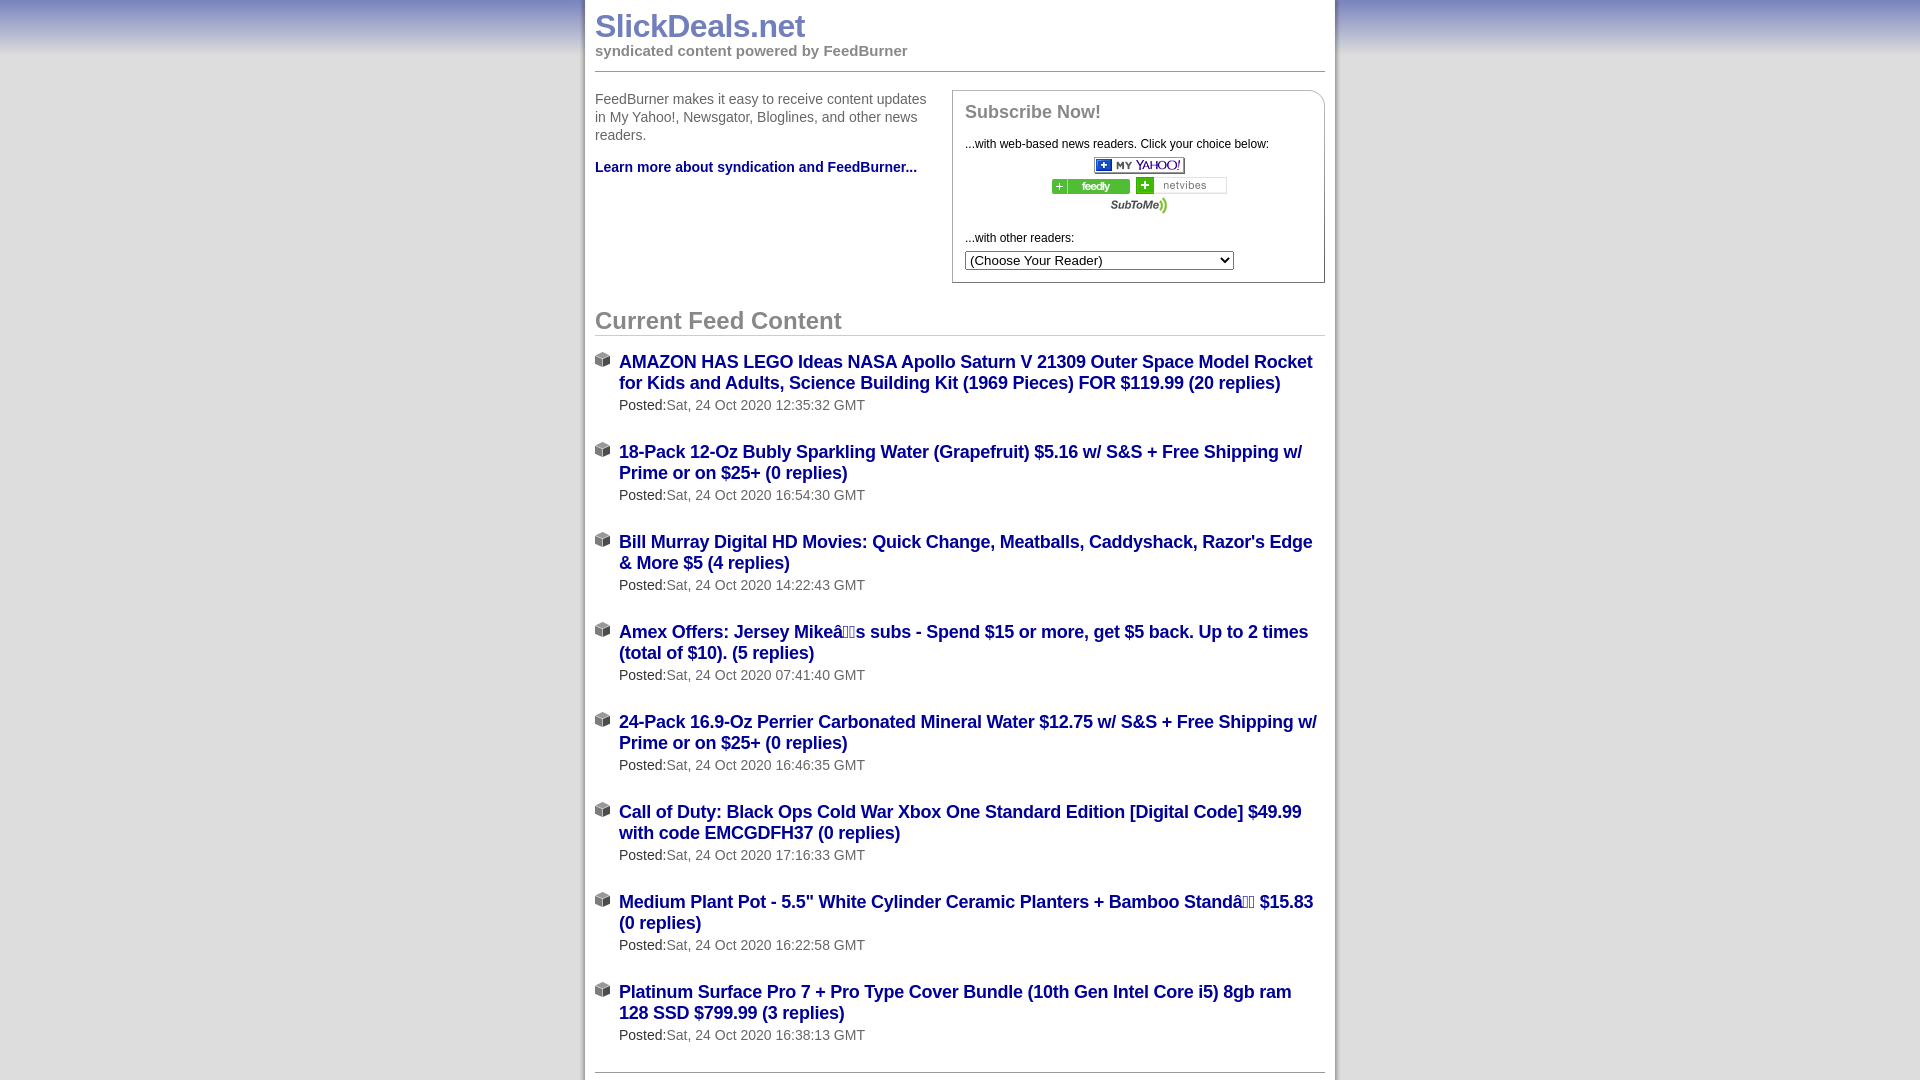 SlickDeals.net
syndicated content powered by FeedBurner
FeedBurner makes it easy to receive content updates
in My Yahoo!, Newsgator, Bloglines, and other news
readers.
Learn more about syndication and FeedBurner...
Subscribe Now!
...with web-based news readers. Click your choice below:
MY YAHOO!
feedly
netvibes
SubToMe
...with other readers:
(Choose Your Reader)
Current Feed Content
AMAZON HAS LEGO Ideas NASA Apollo Saturn V 21309 Outer Space Model Rocket
for Kids and Adults, Science Building Kit (1969 Pieces) FOR $119.99 (20 replies)
Posted:Sat, 24 Oct 2020 12:35:32 GMT
18-Pack 12-Oz Bubly Sparkling Water (Grapefruit) $5.16 w/ S&S + Free Shipping w/
Prime or on $25+ (0 replies)
Posted:Sat, 24 Oct 2020 16:54:30 GMT
Bill Murray Digital HD Movies: Quick Change, Meatballs, Caddyshack, Razor's Edge
& More $5 (4 replies)
Posted:Sat, 24 Oct 2020 14:22:43 GMT
Amex Offers: Jersey Mikeâs subs - Spend $15 or more, get $5 back. Up to 2 times
(total of $10). (5 replies)
Posted:Sat, 24 Oct 2020 07:41:40 GMT
24-Pack 16.9-Oz Perrier Carbonated Mineral Water $12.75 w/ S&S + Free Shipping w/
Prime or on $25+ (0 replies)
Posted:Sat, 24 Oct 2020 16:46:35 GMT
Call of Duty: Black Ops Cold War Xbox One Standard Edition [Digital Code] $49.99
with code EMCGDFH37 (0 replies)
Posted:Sat, 24 Oct 2020 17:16:33 GMT
Medium Plant Pot - 5.5" White Cylinder Ceramic Planters + Bamboo Standâ $15.83
(0 replies)
Posted:Sat, 24 Oct 2020 16:22:58 GMT
Platinum Surface Pro 7 + Pro Type Cover Bundle (10th Gen Intel Core i5) 8gb ram
128 SSD $799.99 (3 replies)
Posted:Sat, 24 Oct 2020 16:38:13 GMT